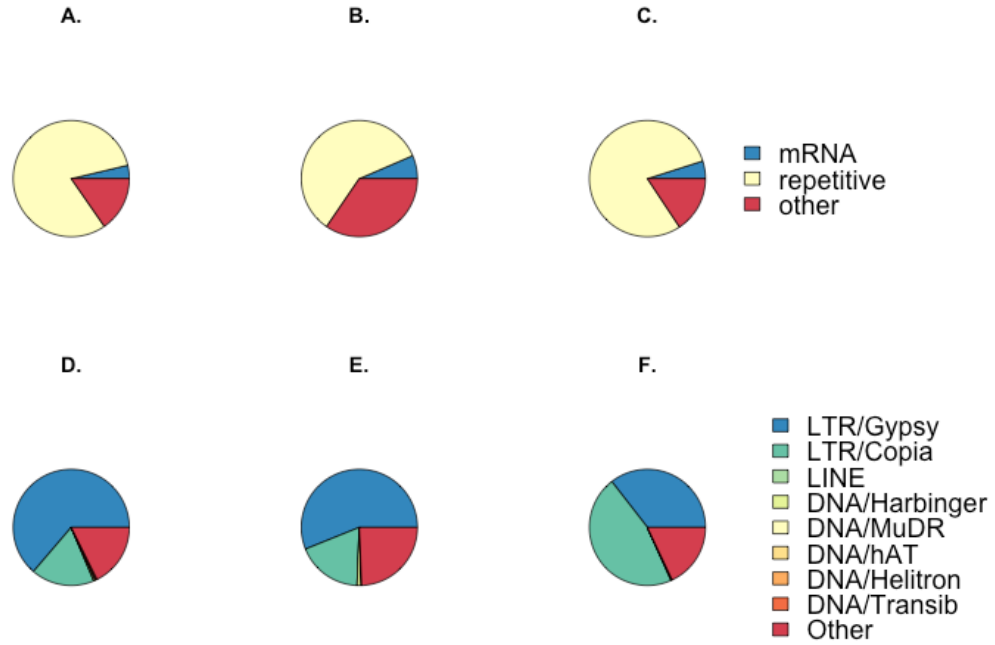 A.
B.
C.
mRNA
repetitive
other
D.
E.
F.
LTR/Gypsy
LTR/Copia
LINE
DNA/Harbinger
DNA/MuDR
DNA/hAT
DNA/Helitron
DNA/Transib
Other